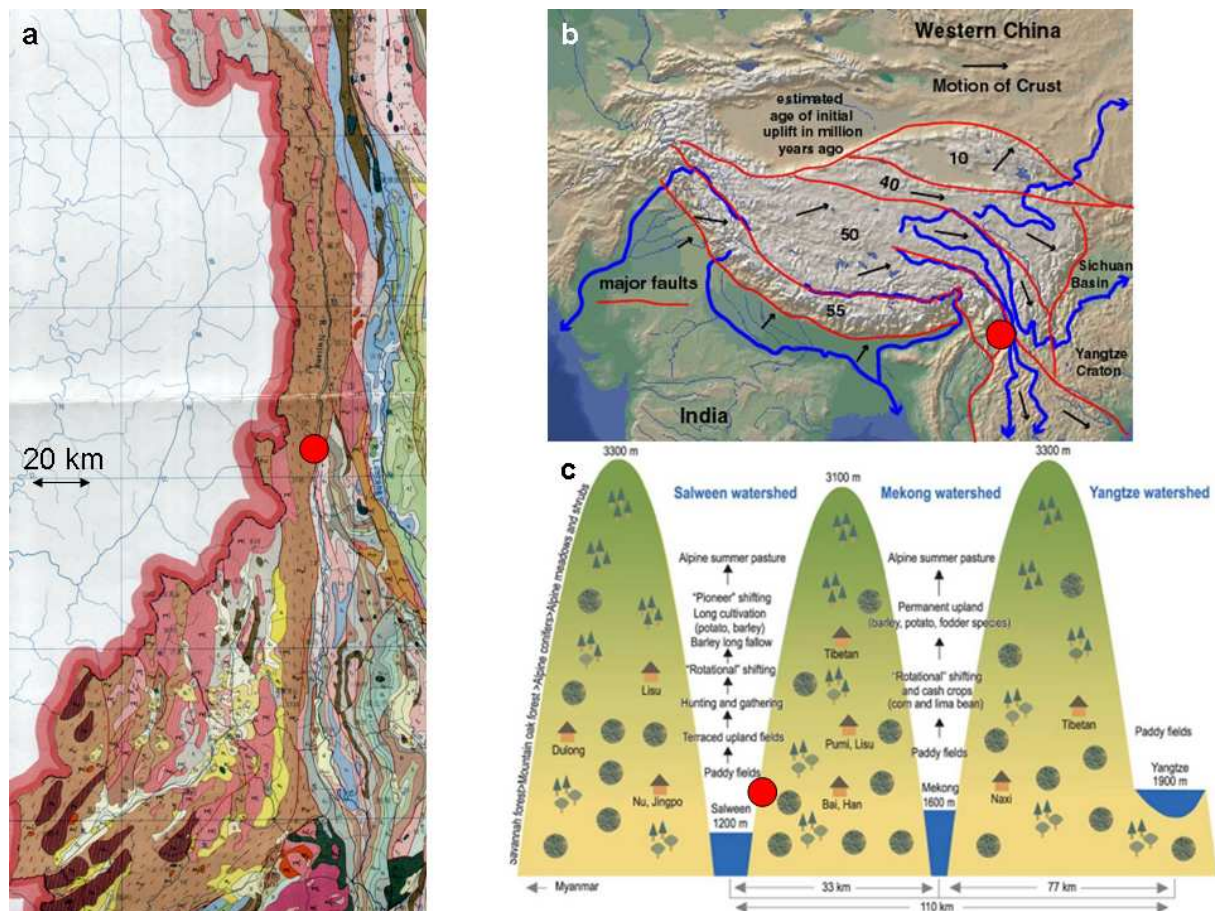 a
20 km
b
Western China
Motion of Crust
estimated
age of initial
uplift in million
years ago
10
40
50
55
major faults
Sichuan
Basin
Yangtze
Craton
India
c
3300 m
3100 m
3300 m
Salween watershed
Mekong watershed
Yangtze watershed
Savannah forest>Mountain oak forest >Alpine conifers>Alpine meadows and shrubs
Alpine summer pasture
"Pioneer" shifting
Long cultivation
(potato, barley)
Barley long fallow
"Rotational" shifting
Hunting and gathering
Terraced upland fields
Paddy fields
Salween
1200 m
Lisu
Dulong
Nu, Jingpo
Tibetan
Pumi, Lisu
Bai, Han
Alpine summer pasture
Permanent upland
(barley, potato, fodder species)
"Rotational" shifting
and cash crops
(corn and lima bean)
Paddy fields
Mekong
1600 m
Tibetan
Naxi
Paddy fields
Yangtze
1900 m
Myanmar
33 km
77 km
110 km